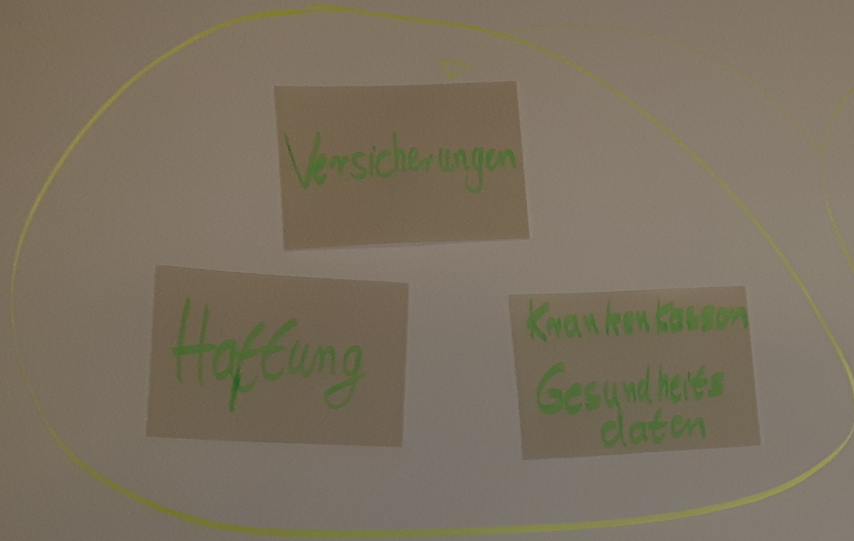 Versicherungen
Haftung
Krankenkassen
Gesundheits
daten